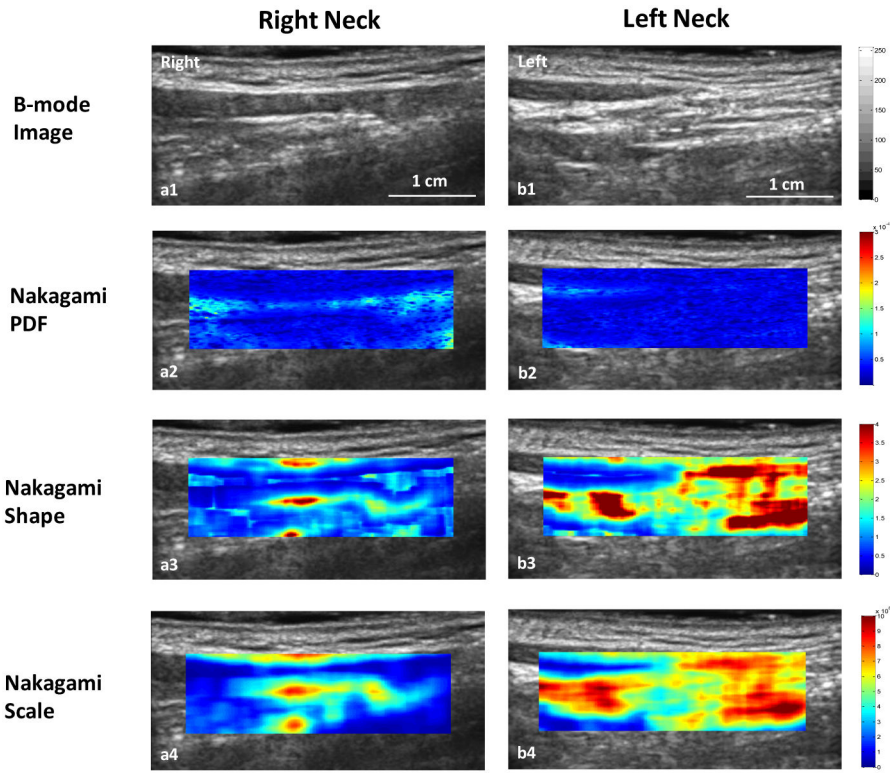 Right Neck
Left Neck
B-mode
Image
Right
a1
1 cm
Left
b1
1 cm
250
200
150
100
50
0
Nakagami
PDF
a2
b2
3
2.5
2
1.5
1
0.5
Nakagami
Shape
a3
b3
4
3.5
3
2.5
2
1.5
1
0.5
0
Nakagami
Scale
a4
b4
10
9
8
7
6
5
4
3
2
1
0